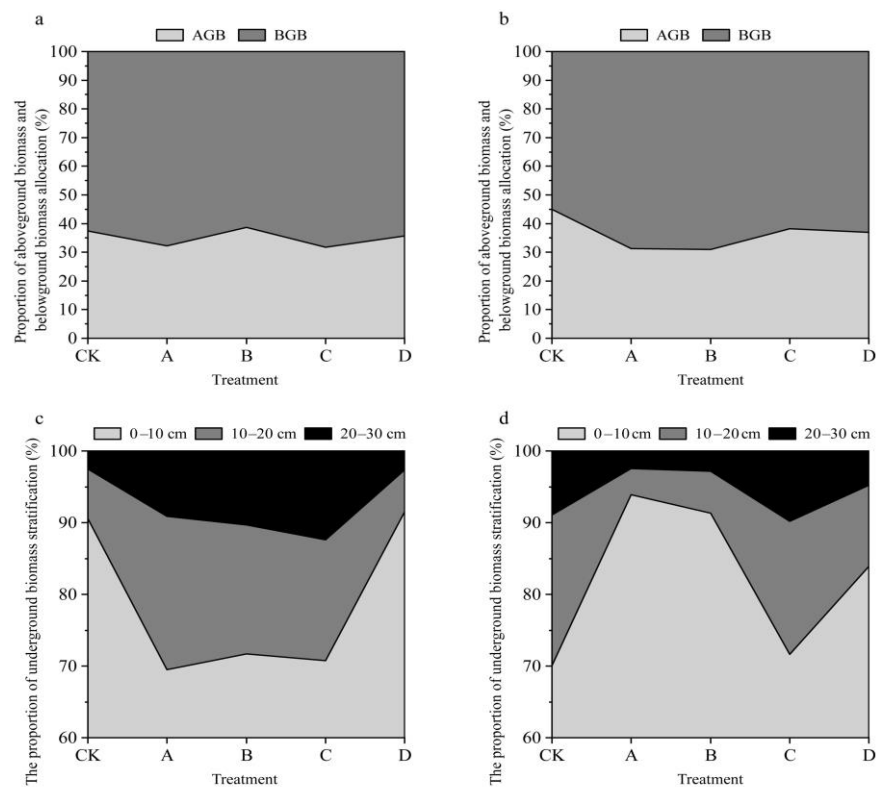 a
AGB BGB
Proportion of aboveground biomass and
belowground biomass allocation (%)
100
90
80
70
60
50
40
30
20
10
0
CK A B C D
Treatment
b
AGB BGB
Proportion of aboveground biomass and
belowground biomass allocation (%)
100
90
80
70
60
50
40
30
20
10
0
CK A B C D
Treatment
c
0–10 cm 10–20 cm 20–30 cm
The proportion of underground biomass stratification (%)
100
90
80
70
60
CK A B C D
Treatment
d
0–10 cm 10–20 cm 20–30 cm
The proportion of underground biomass stratification (%)
100
90
80
70
60
CK A B C D
Treatment